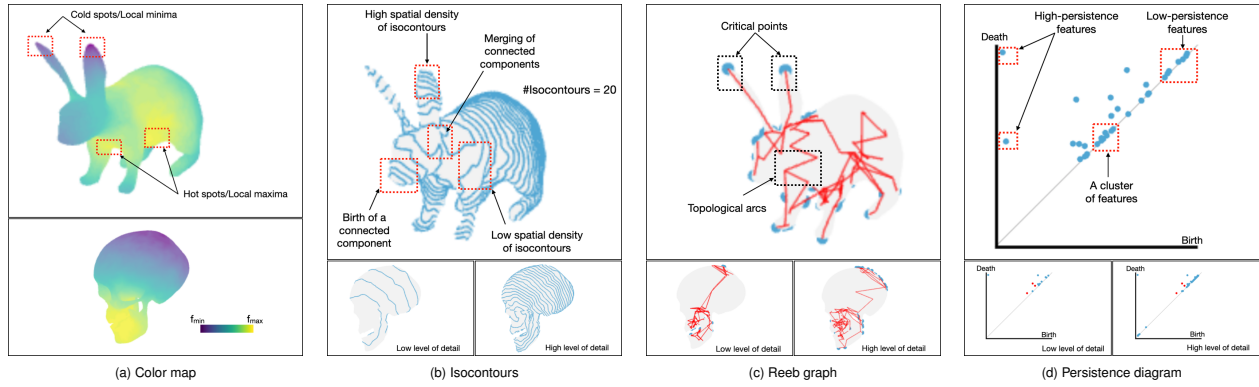 Cold spots/Local minima
Hot spots/Local maxima
fmin
fmax
(a) Color map
High spatial density
of isocontours
Merging of
connected
components
#Isocontours = 20
Birth of a
connected
component
Low spatial density
of isocontours
Low level of detail
High level of detail
(b) Isocontours
Critical points
Topological arcs
Low level of detail
High level of detail
(c) Reeb graph
High-persistence
features
Low-persistence
features
Death
A cluster
of features
Birth
Death
Birth
Low level of detail
Death
Birth
High level of detail
(d) Persistence diagram